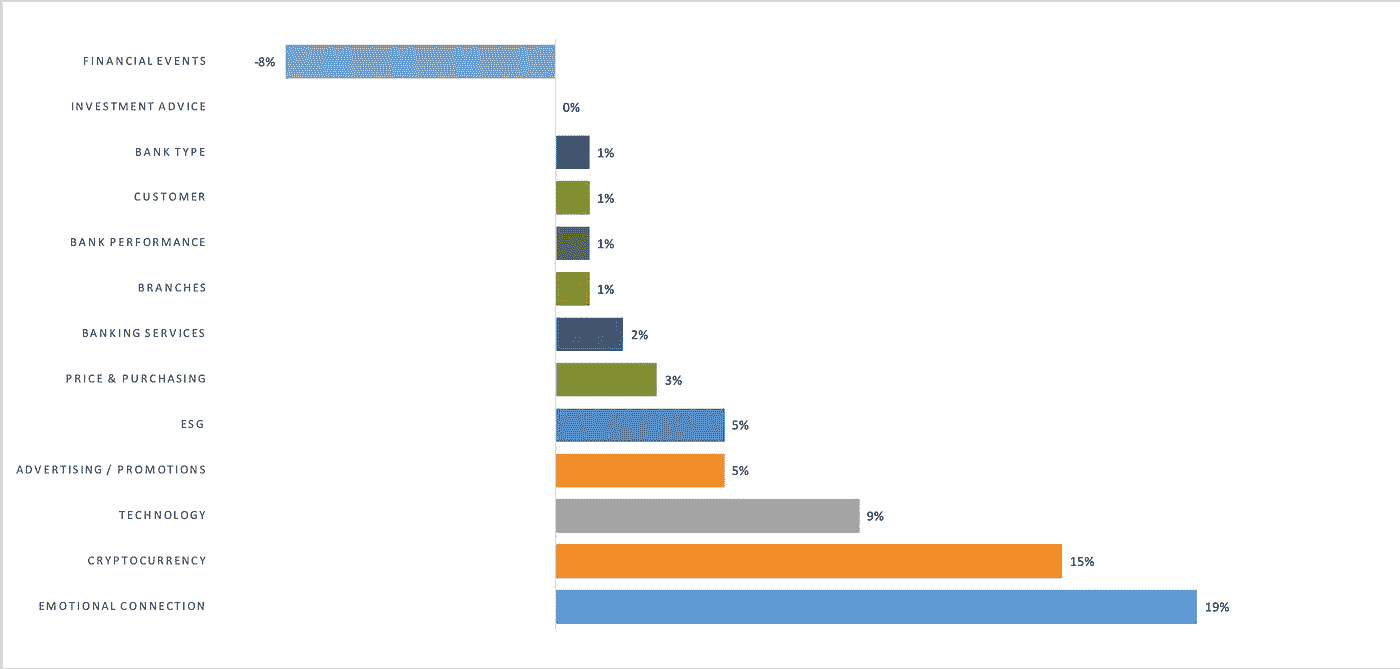 FINANCIAL EVENTS -8%
INVESTMENT ADVICE 0%
BANK TYPE 1%
CUSTOMER 1%
BANK PERFORMANCE 1%
BRANCHES 1%
BANKING SERVICES 2%
PRICE & PURCHASING 3%
ESG 5%
ADVERTISING / PROMOTIONS 5%
TECHNOLOGY 9%
CRYPTOCURRENCY 15%
EMOTIONAL CONNECTION 19%